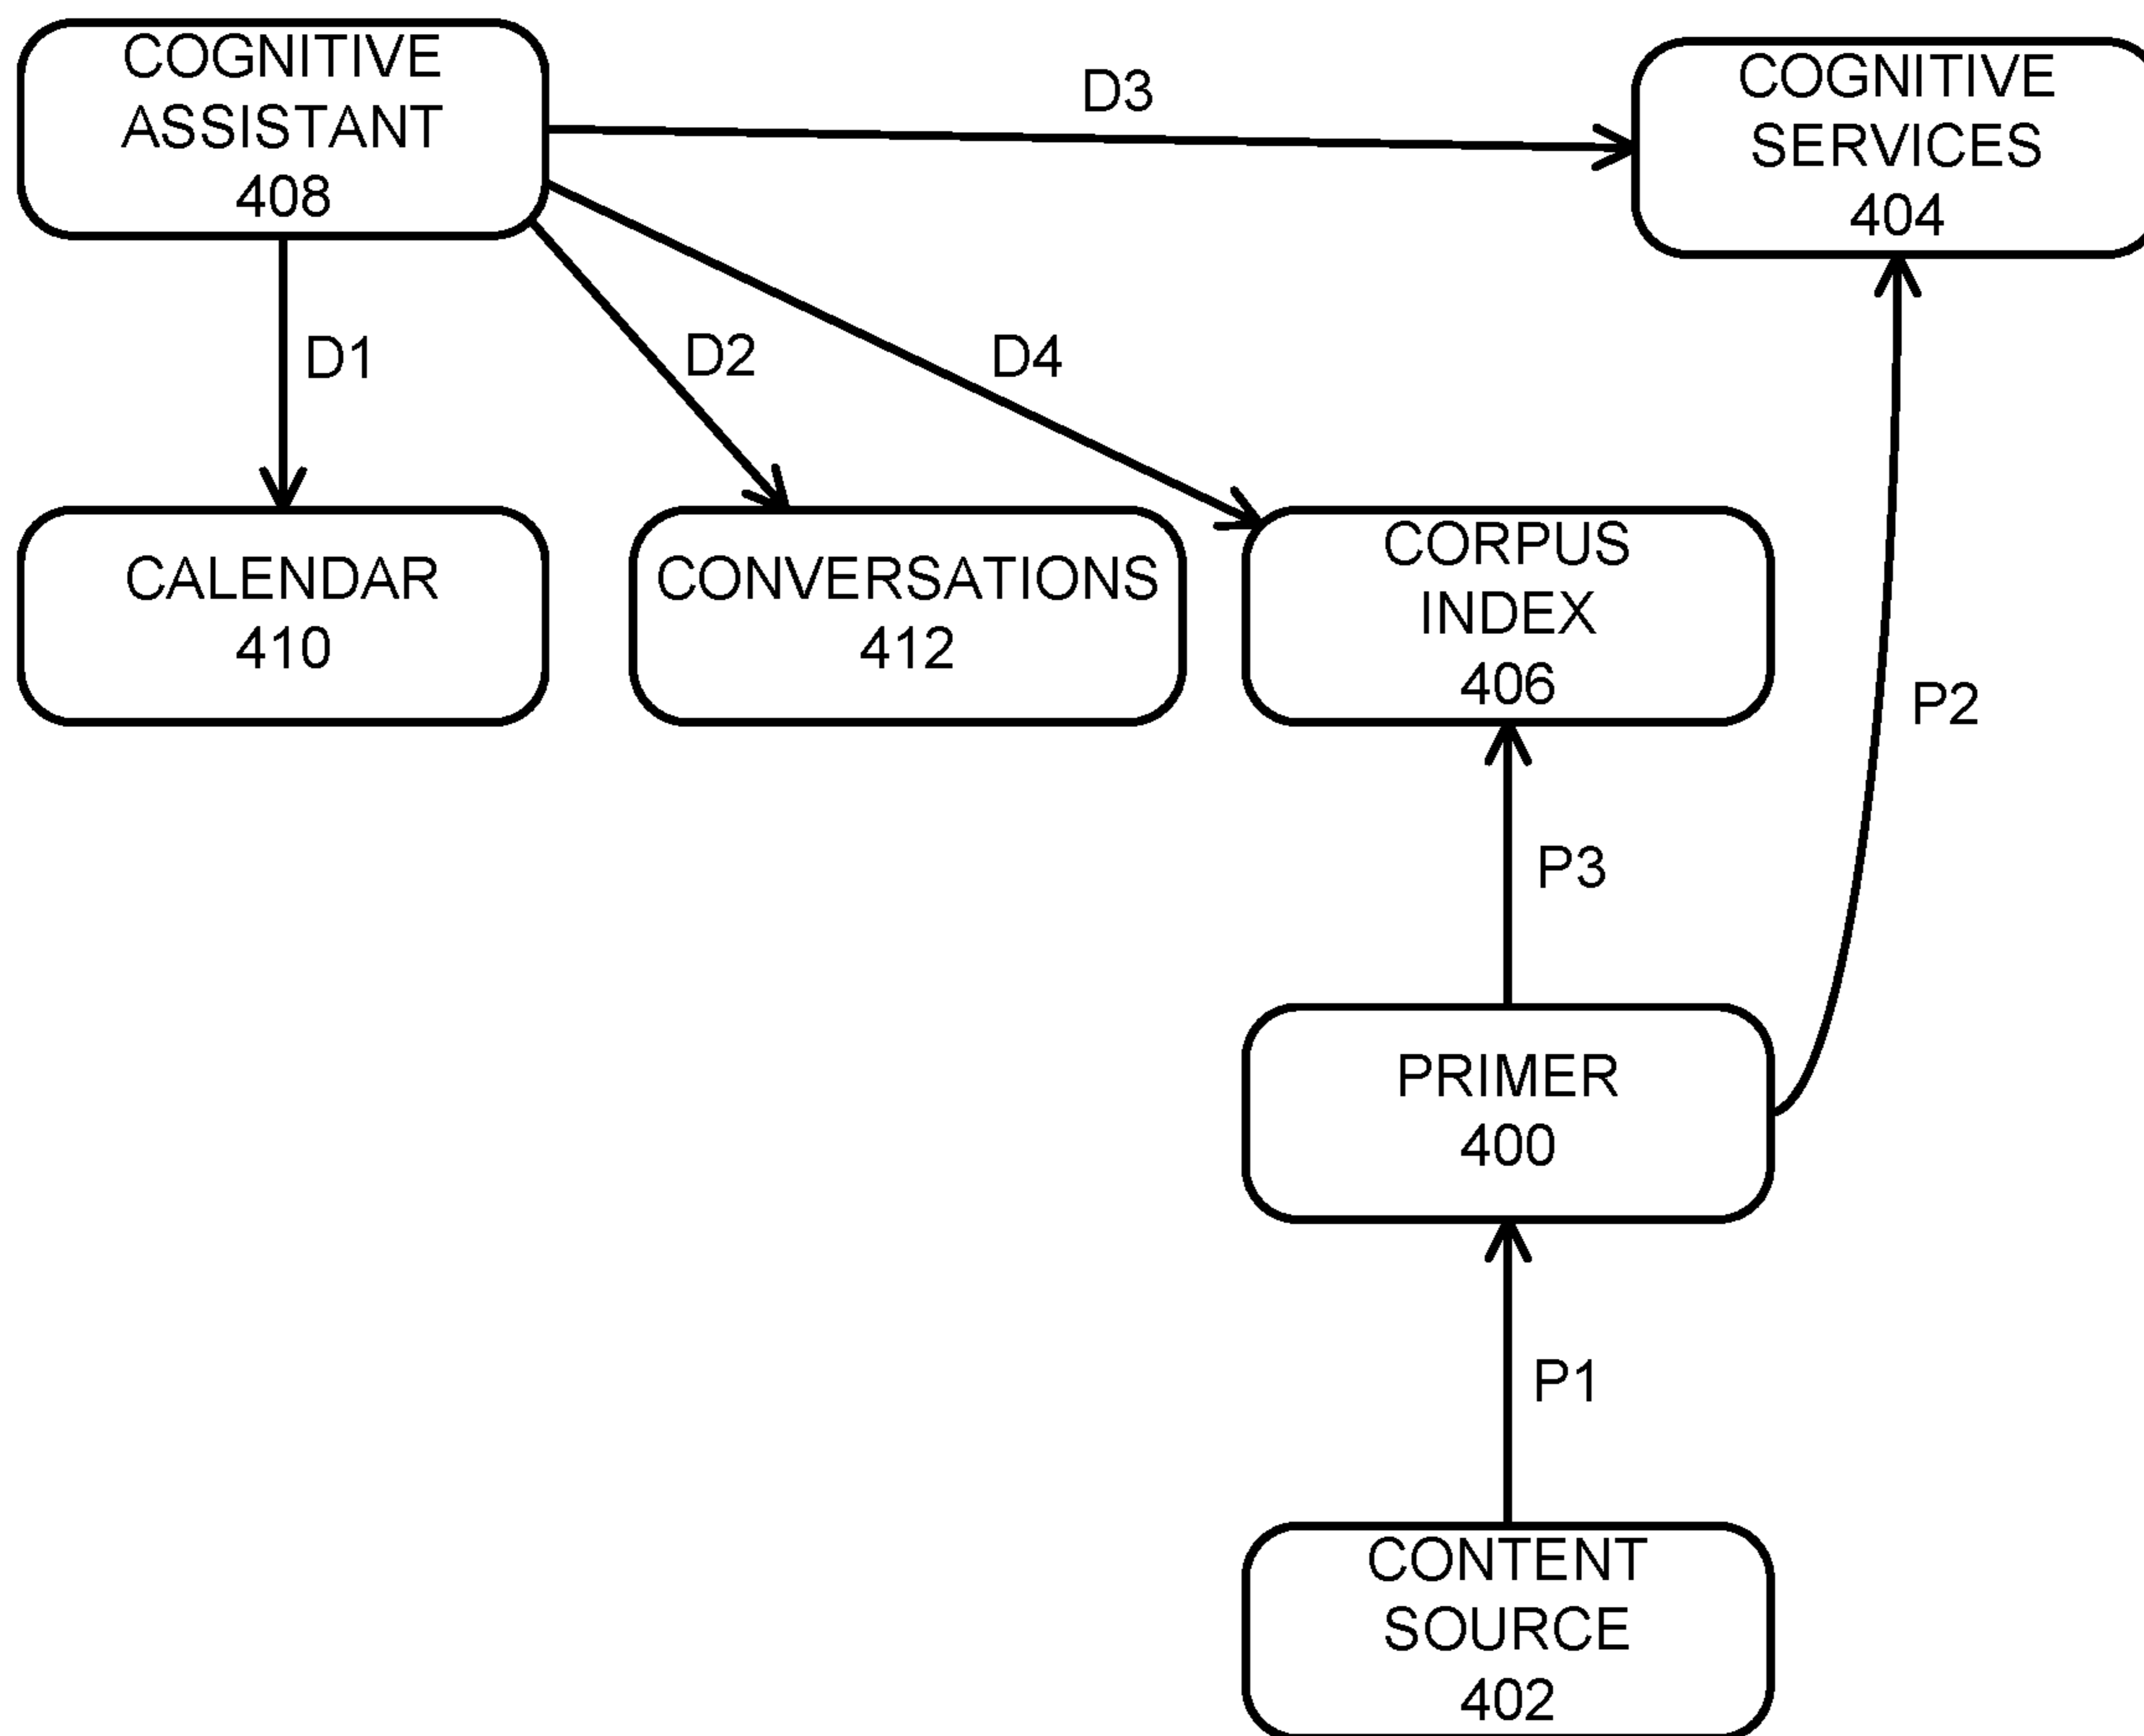 COGNITIVE
ASSISTANT
408
D3
COGNITIVE
SERVICES
404
D1
D2
D4
CALENDAR
410
CONVERSATIONS
412
CORPUS
INDEX
406
P2
P3
PRIMER
400
P1
CONTENT
SOURCE
402